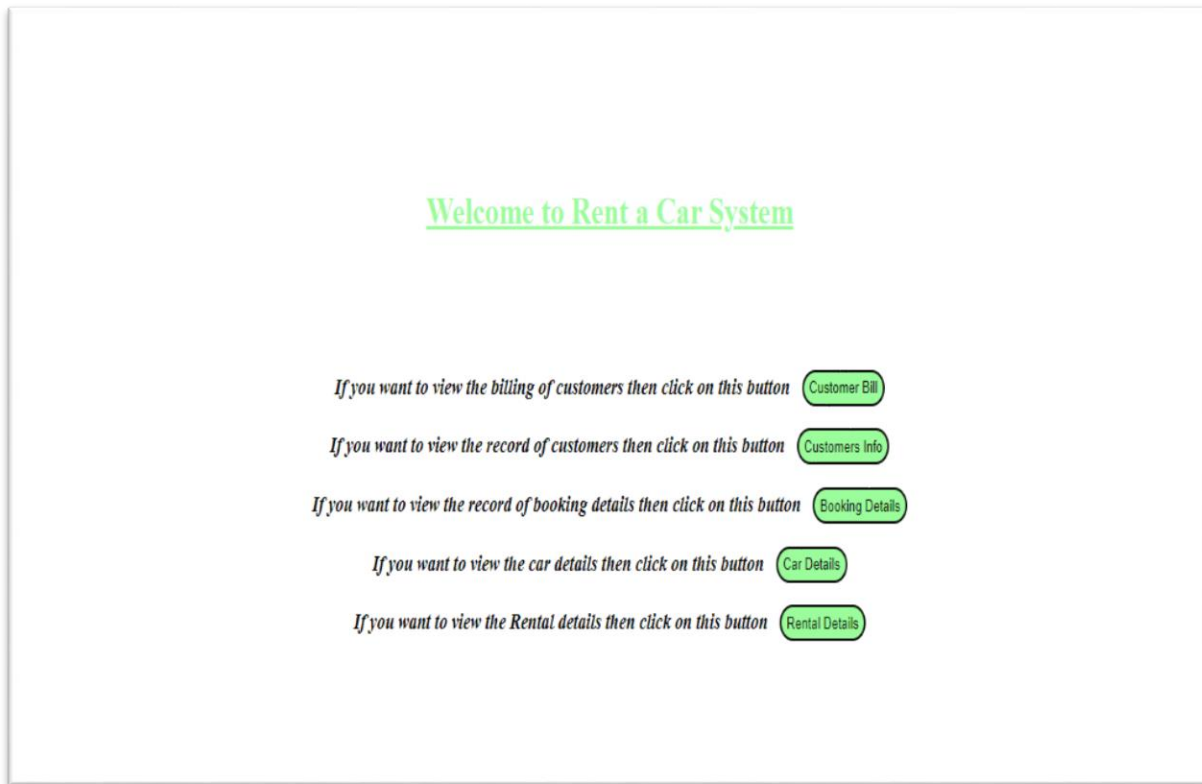 Welcome to Rent a Car System
If you want to view the billing of customers then click on this button Customer Bill
If you want to view the record of customers then click on this button Customers Info
If you want to view the record of booking details then click on this button Booking Details
If you want to view the car details then click on this button Car Details
If you want to view the Rental details then click on this button Rental Details